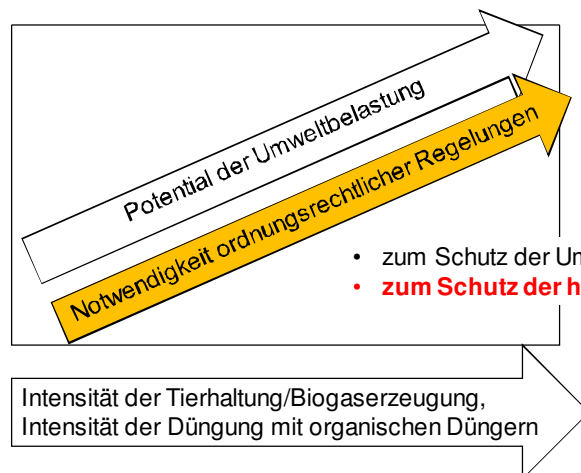 Potential der Umweltbelastung
Notwendigkeit ordnungsrechtlicher Regelungen
• zum Schutz der
• zum Schutz der
Intensität der Tierhaltung/Biogaserzeugung,
Intensität der Düngung mit organischen Düngern